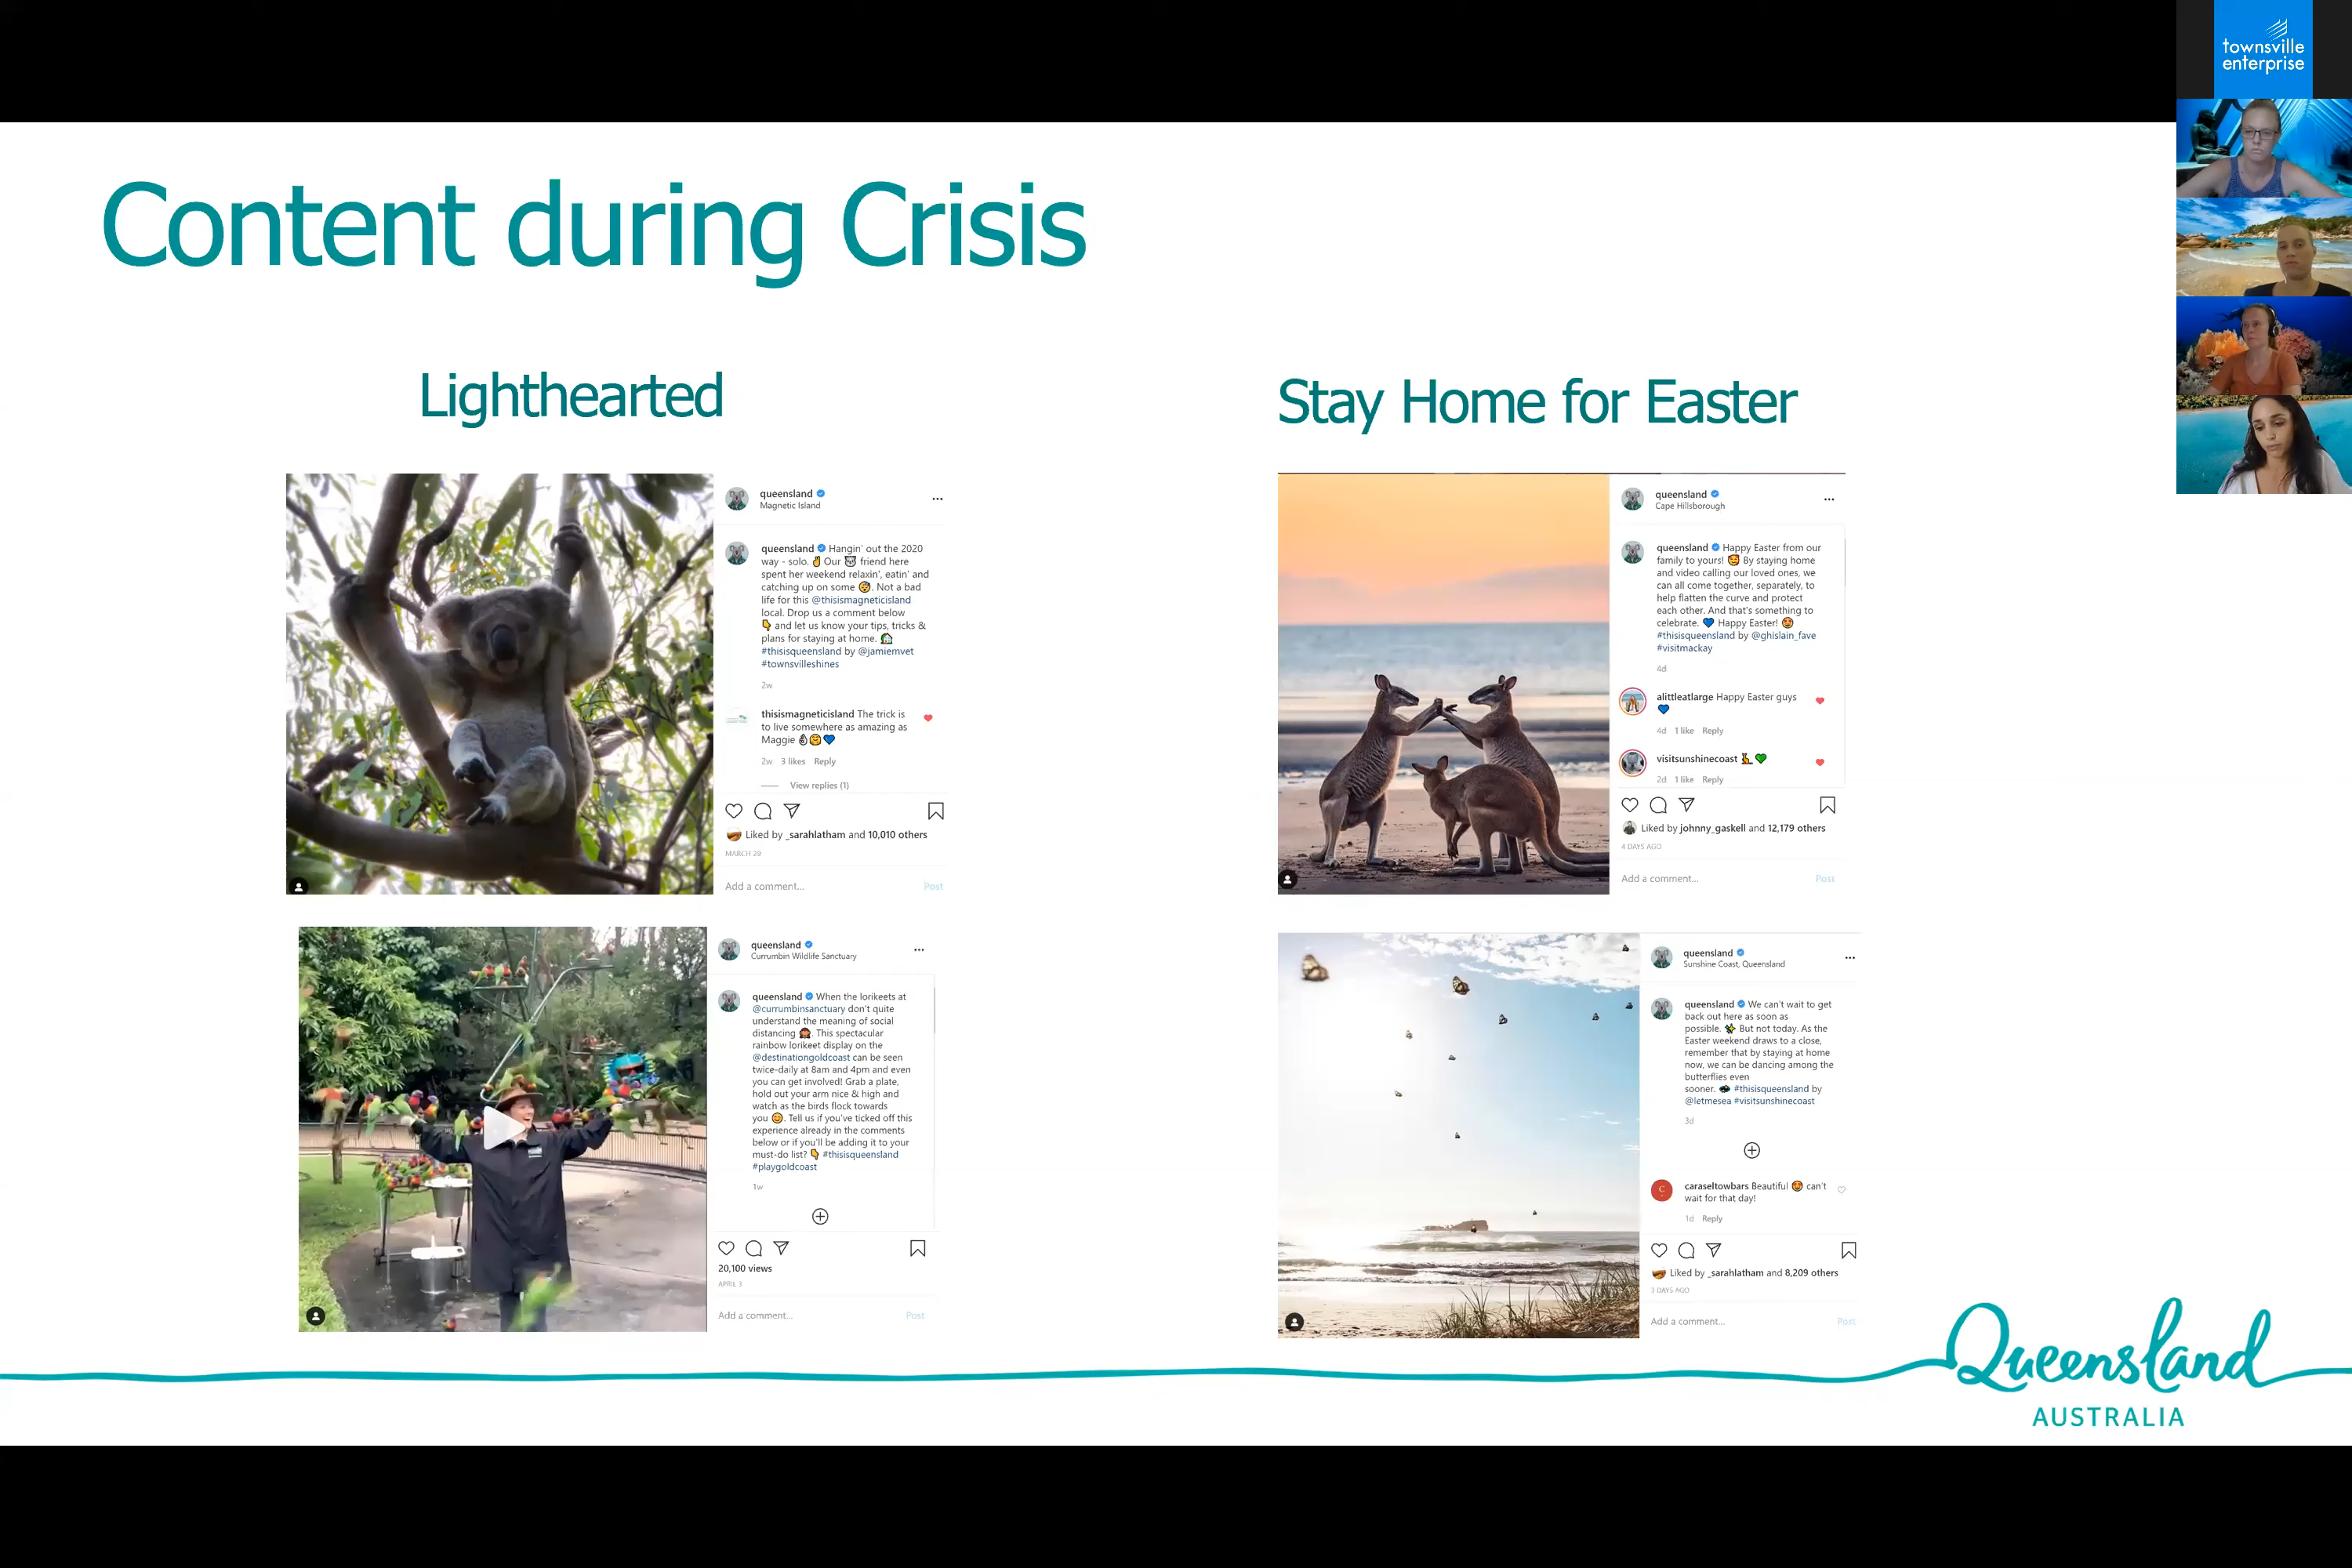 townsville
enterprise
Content during Crisis
Lighthearted
queensland
Magnetic Island
queensland Hangin' out the 2020
way - solo. Our friend here
spent her weekend relaxin', eatin' and
catching up on some . Not a bad
life for this @thisismagneticisland
local. Drop us a comment below
and let us know your tips, tricks &
plans for staying at home.
#thisisqueensland by @jamiemvet
#townsvilleshines
2w
thisismagneticisland The trick is
to live somewhere as amazing as
Maggie
2w 3 likes Reply
View replies (1)
Liked by _sarahlatham and 10,010 others
MARCH 29
Add a comment... Post
queensland
Currumbin Wildlife Sanctuary
queensland When the lorikeets at
@currumbinsanctuary don't quite
understand the meaning of social
distancing . This spectacular
rainbow lorikeet display on the
@destinationgoldcoast can be seen
twice-daily at 8am and 4pm and even
you can get involved! Grab a plate,
hold out your arm nice & high and
watch as the birds flock towards
you . Tell us if you've ticked off this
experience already in the comments
below or if you'll be adding it to your
must-do list? #thisisqueensland
#playgoldcoast
1w
20,100 views
APRIL 3
Add a comment... Post
Stay Home for Easter
queensland
Cape Hillsborough
queensland Happy Easter from our
family to yours! By staying home
and video calling our loved ones, we
can all come together, separately, to
help flatten the curve and protect
each other. And that's something to
celebrate. Happy Easter!
#thisisqueensland by @ghislain_fave
#visitmackay
4d
alittleatlarge Happy Easter guys
4d 1 like Reply
visitsunshinecoast
2d 1 like Reply
Liked by johnny_gaskell and 12,179 others
4 DAYS AGO
Add a comment... Post
queensland
Sunshine Coast, Queensland
queensland We can't wait to get
back out here as soon as
possible. But not today. As the
Easter weekend draws to a close,
remember that by staying at home
now, we can be dancing among the
butterflies even
sooner. #thisisqueensland by
@letmesea #visitsunshinecoast
3d
caraseltowbars Beautiful can't
wait for that day!
1d Reply
Liked by _sarahlatham and 8,209 others
3 DAYS AGO
Add a comment... Post
Queensland
AUSTRALIA